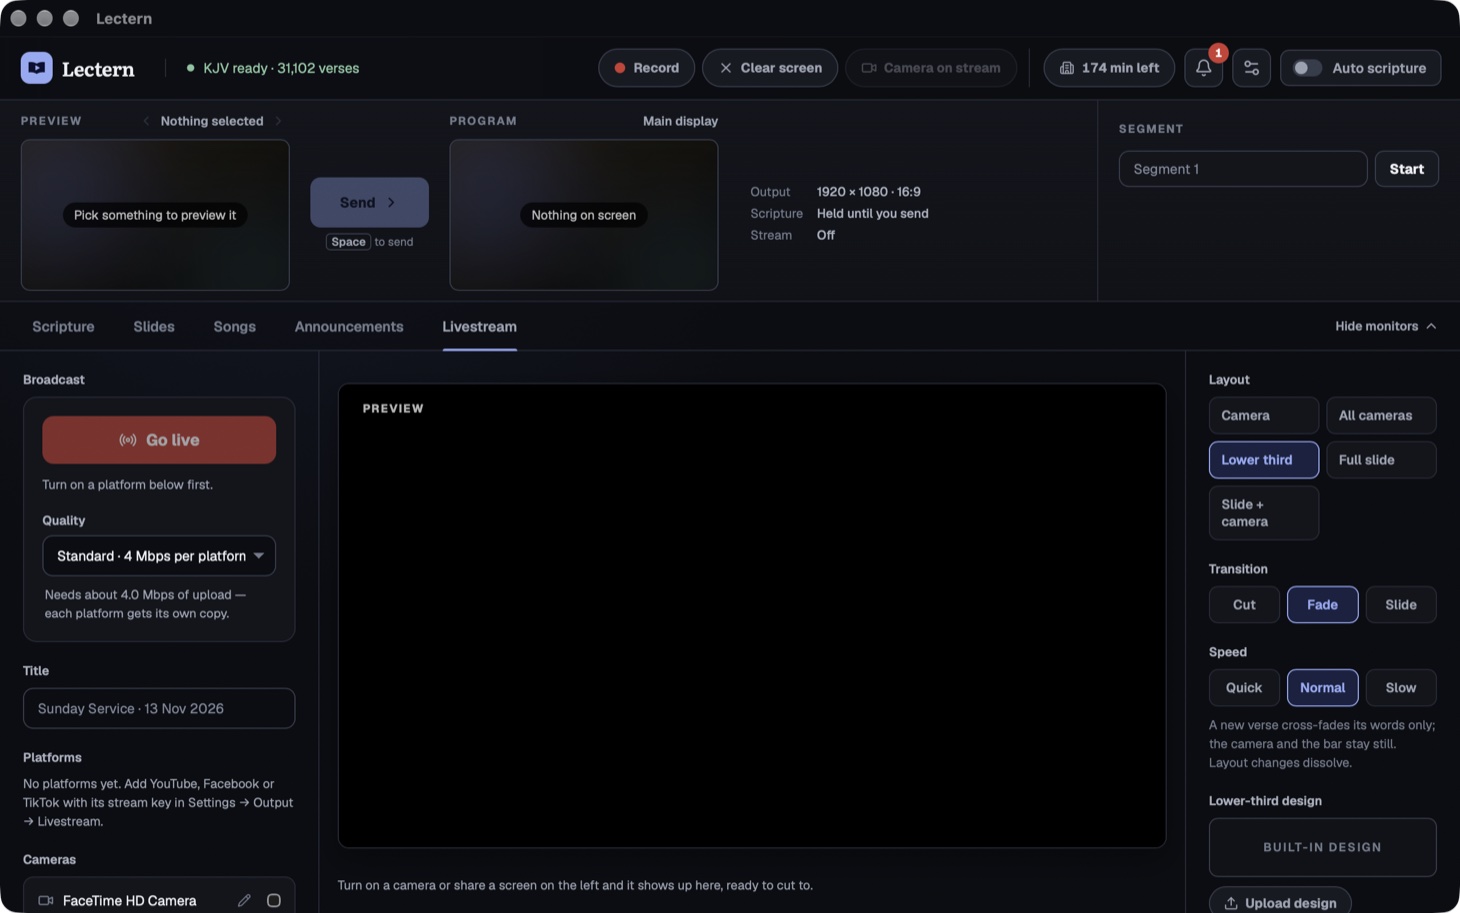 Lectern
Lectern
KJV ready · 31,102 verses
Record
Clear screen
Camera on stream
174 min left
1
Auto scripture
PREVIEW
Nothing selected
Pick something to preview it
Send
Space to send
PROGRAM
Main display
Nothing on screen
Output 1920 × 1080 · 16:9
Scripture Held until you send
Stream Off
SEGMENT
Segment 1
Start
Scripture
Slides
Songs
Announcements
Livestream
Hide monitors
Broadcast
Go live
Turn on a platform below first.
Quality
Standard · 4 Mbps per platform
Needs about 4.0 Mbps of upload —
each platform gets its own copy.
Title
Sunday Service · 13 Nov 2026
Platforms
No platforms yet. Add YouTube, Facebook or
TikTok with its stream key in Settings → Output
→ Livestream.
Cameras
FaceTime HD Camera
PREVIEW
Turn on a camera or share a screen on the left and it shows up here, ready to cut to.
Layout
Camera
All cameras
Lower third
Full slide
Slide +
camera
Transition
Cut
Fade
Slide
Speed
Quick
Normal
Slow
A new verse cross-fades its words only;
the camera and the bar stay still.
Layout changes dissolve.
Lower-third design
BUILT-IN DESIGN
Upload design